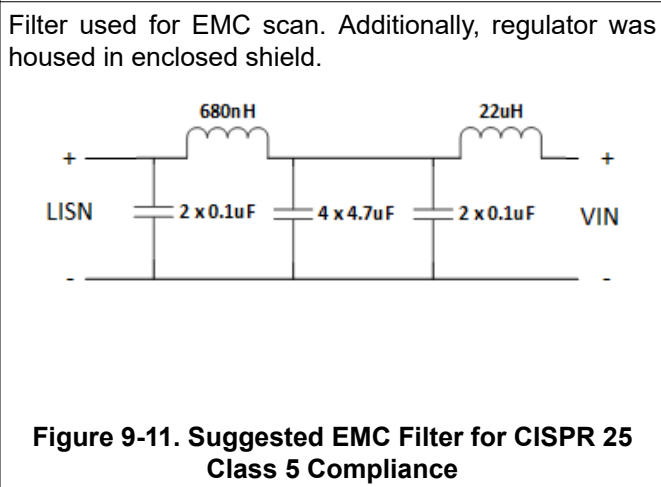 Filter used for EMC scan. Additionally, regulator was
housed in enclosed shield.
680nH 22uH
+ +
LISN 2 x 0.1uF 4 x 4.7uF 2 x 0.1uF VIN
- -
Figure 9-11. Suggested EMC Filter for CISPR 25
Class 5 Compliance